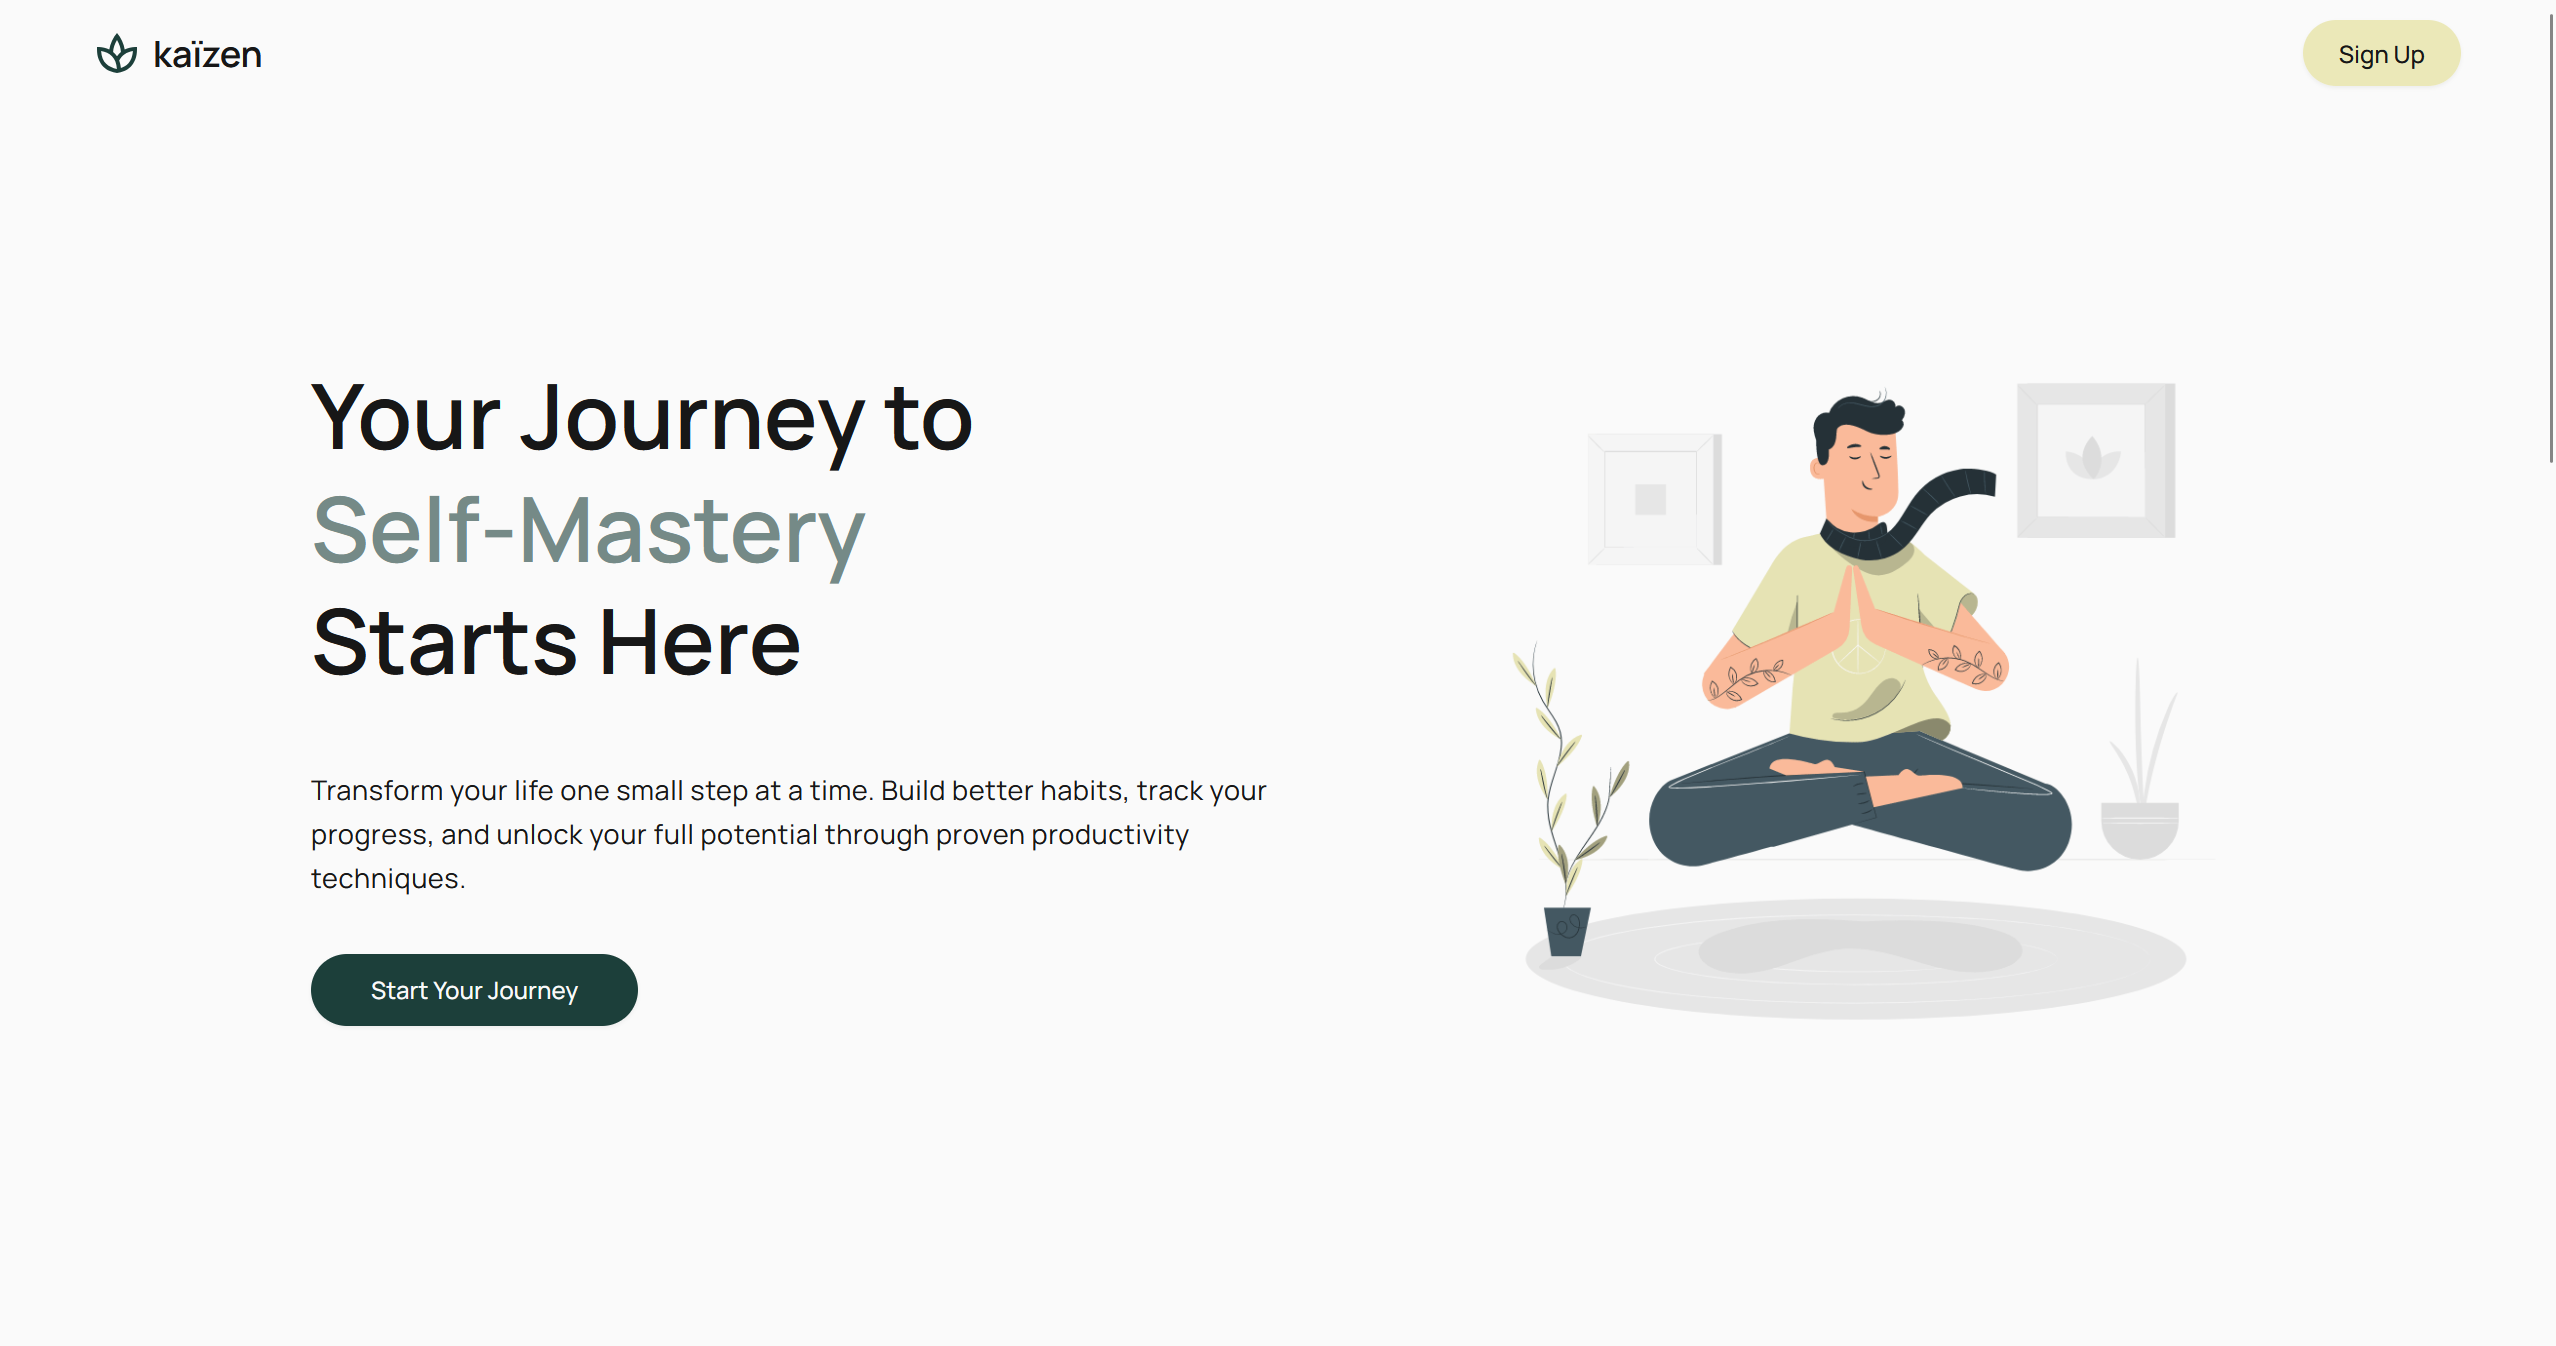 kaïzen
Sign Up
Your Journey to
Self-Mastery
Starts Here
Transform your life one small step at a time. Build better habits, track your
progress, and unlock your full potential through proven productivity
techniques.
Start Your Journey